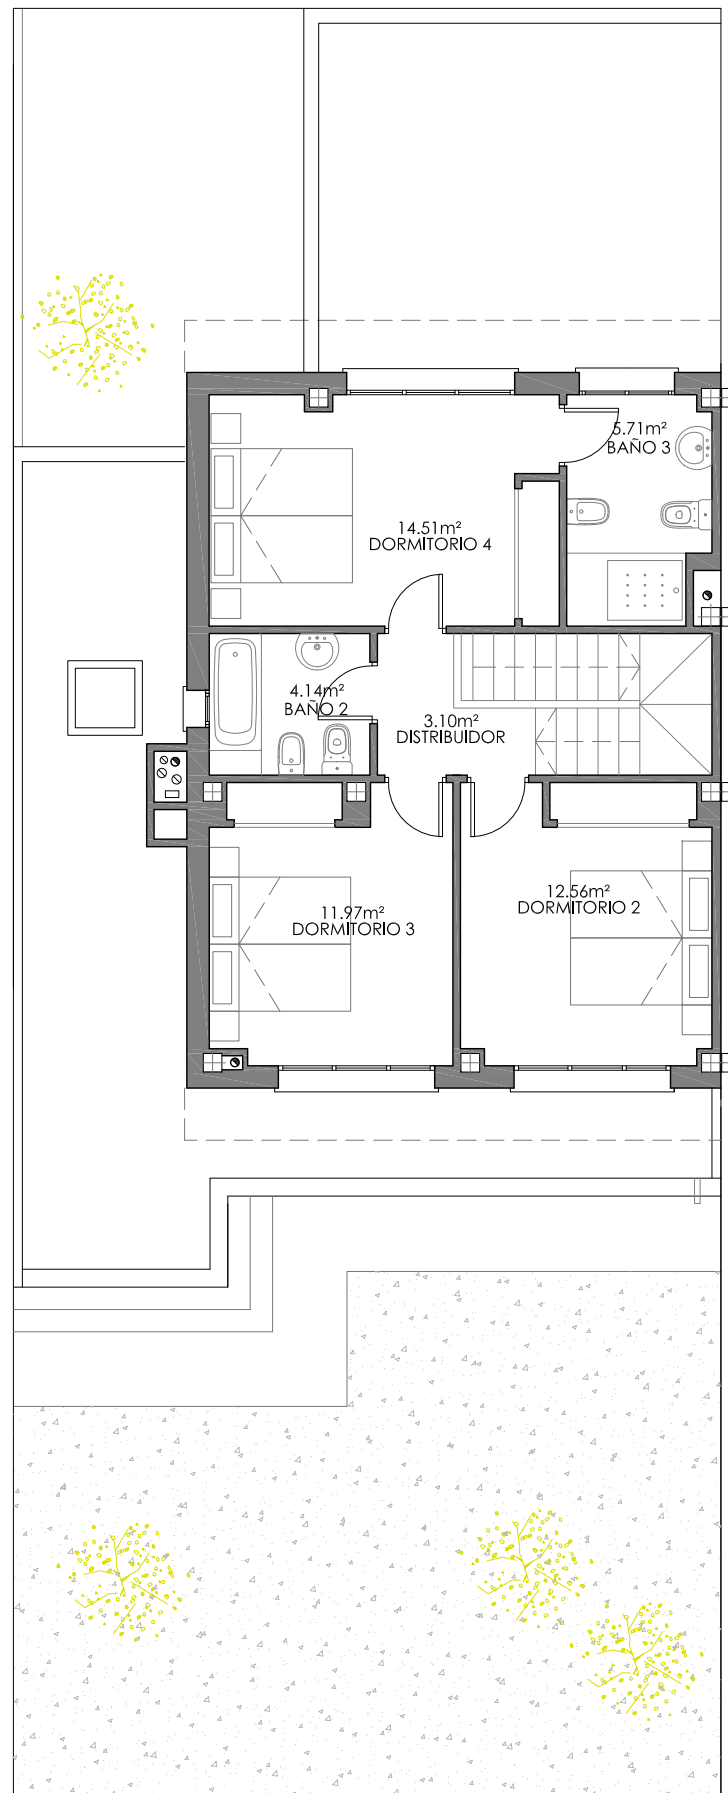 5.71m²
BAÑO 3
14.51m²
DORMITORIO 4
4.14m²
BAÑO 2
3.10m²
DISTRIBUIDOR
11.97m²
DORMITORIO 3
12.56m²
DORMITORIO 2